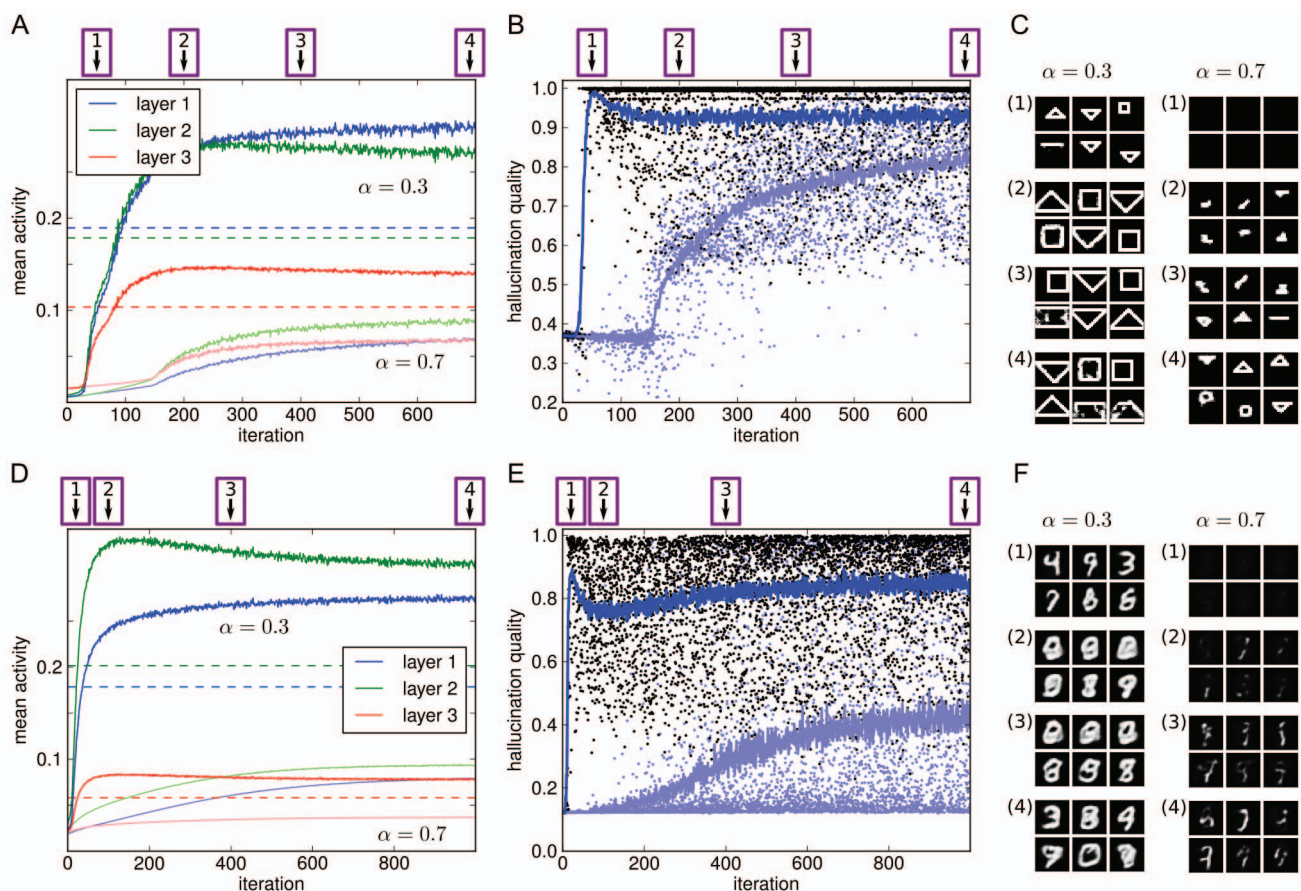 A
1 2 3 4
layer 1
layer 2
layer 3
α = 0.3
α = 0.7
mean activity
0.2
0.1
0 100 200 300 400 500 600
iteration
B
1 2 3 4
hallucination quality
1.0
0.9
0.8
0.7
0.6
0.5
0.4
0.3
0.2
0 100 200 300 400 500 600
iteration
C
α = 0.3 α = 0.7
(1) (1)
(2) (2)
(3) (3)
(4) (4)
D
1 2 3 4
α = 0.3
layer 1
layer 2
layer 3
α = 0.7
mean activity
0.2
0.1
0 200 400 600 800
iteration
E
1 2 3 4
hallucination quality
1.0
0.8
0.6
0.4
0.2
0.0
0 200 400 600 800
iteration
F
α = 0.3 α = 0.7
(1) (1)
(2) (2)
(3) (3)
(4) (4)